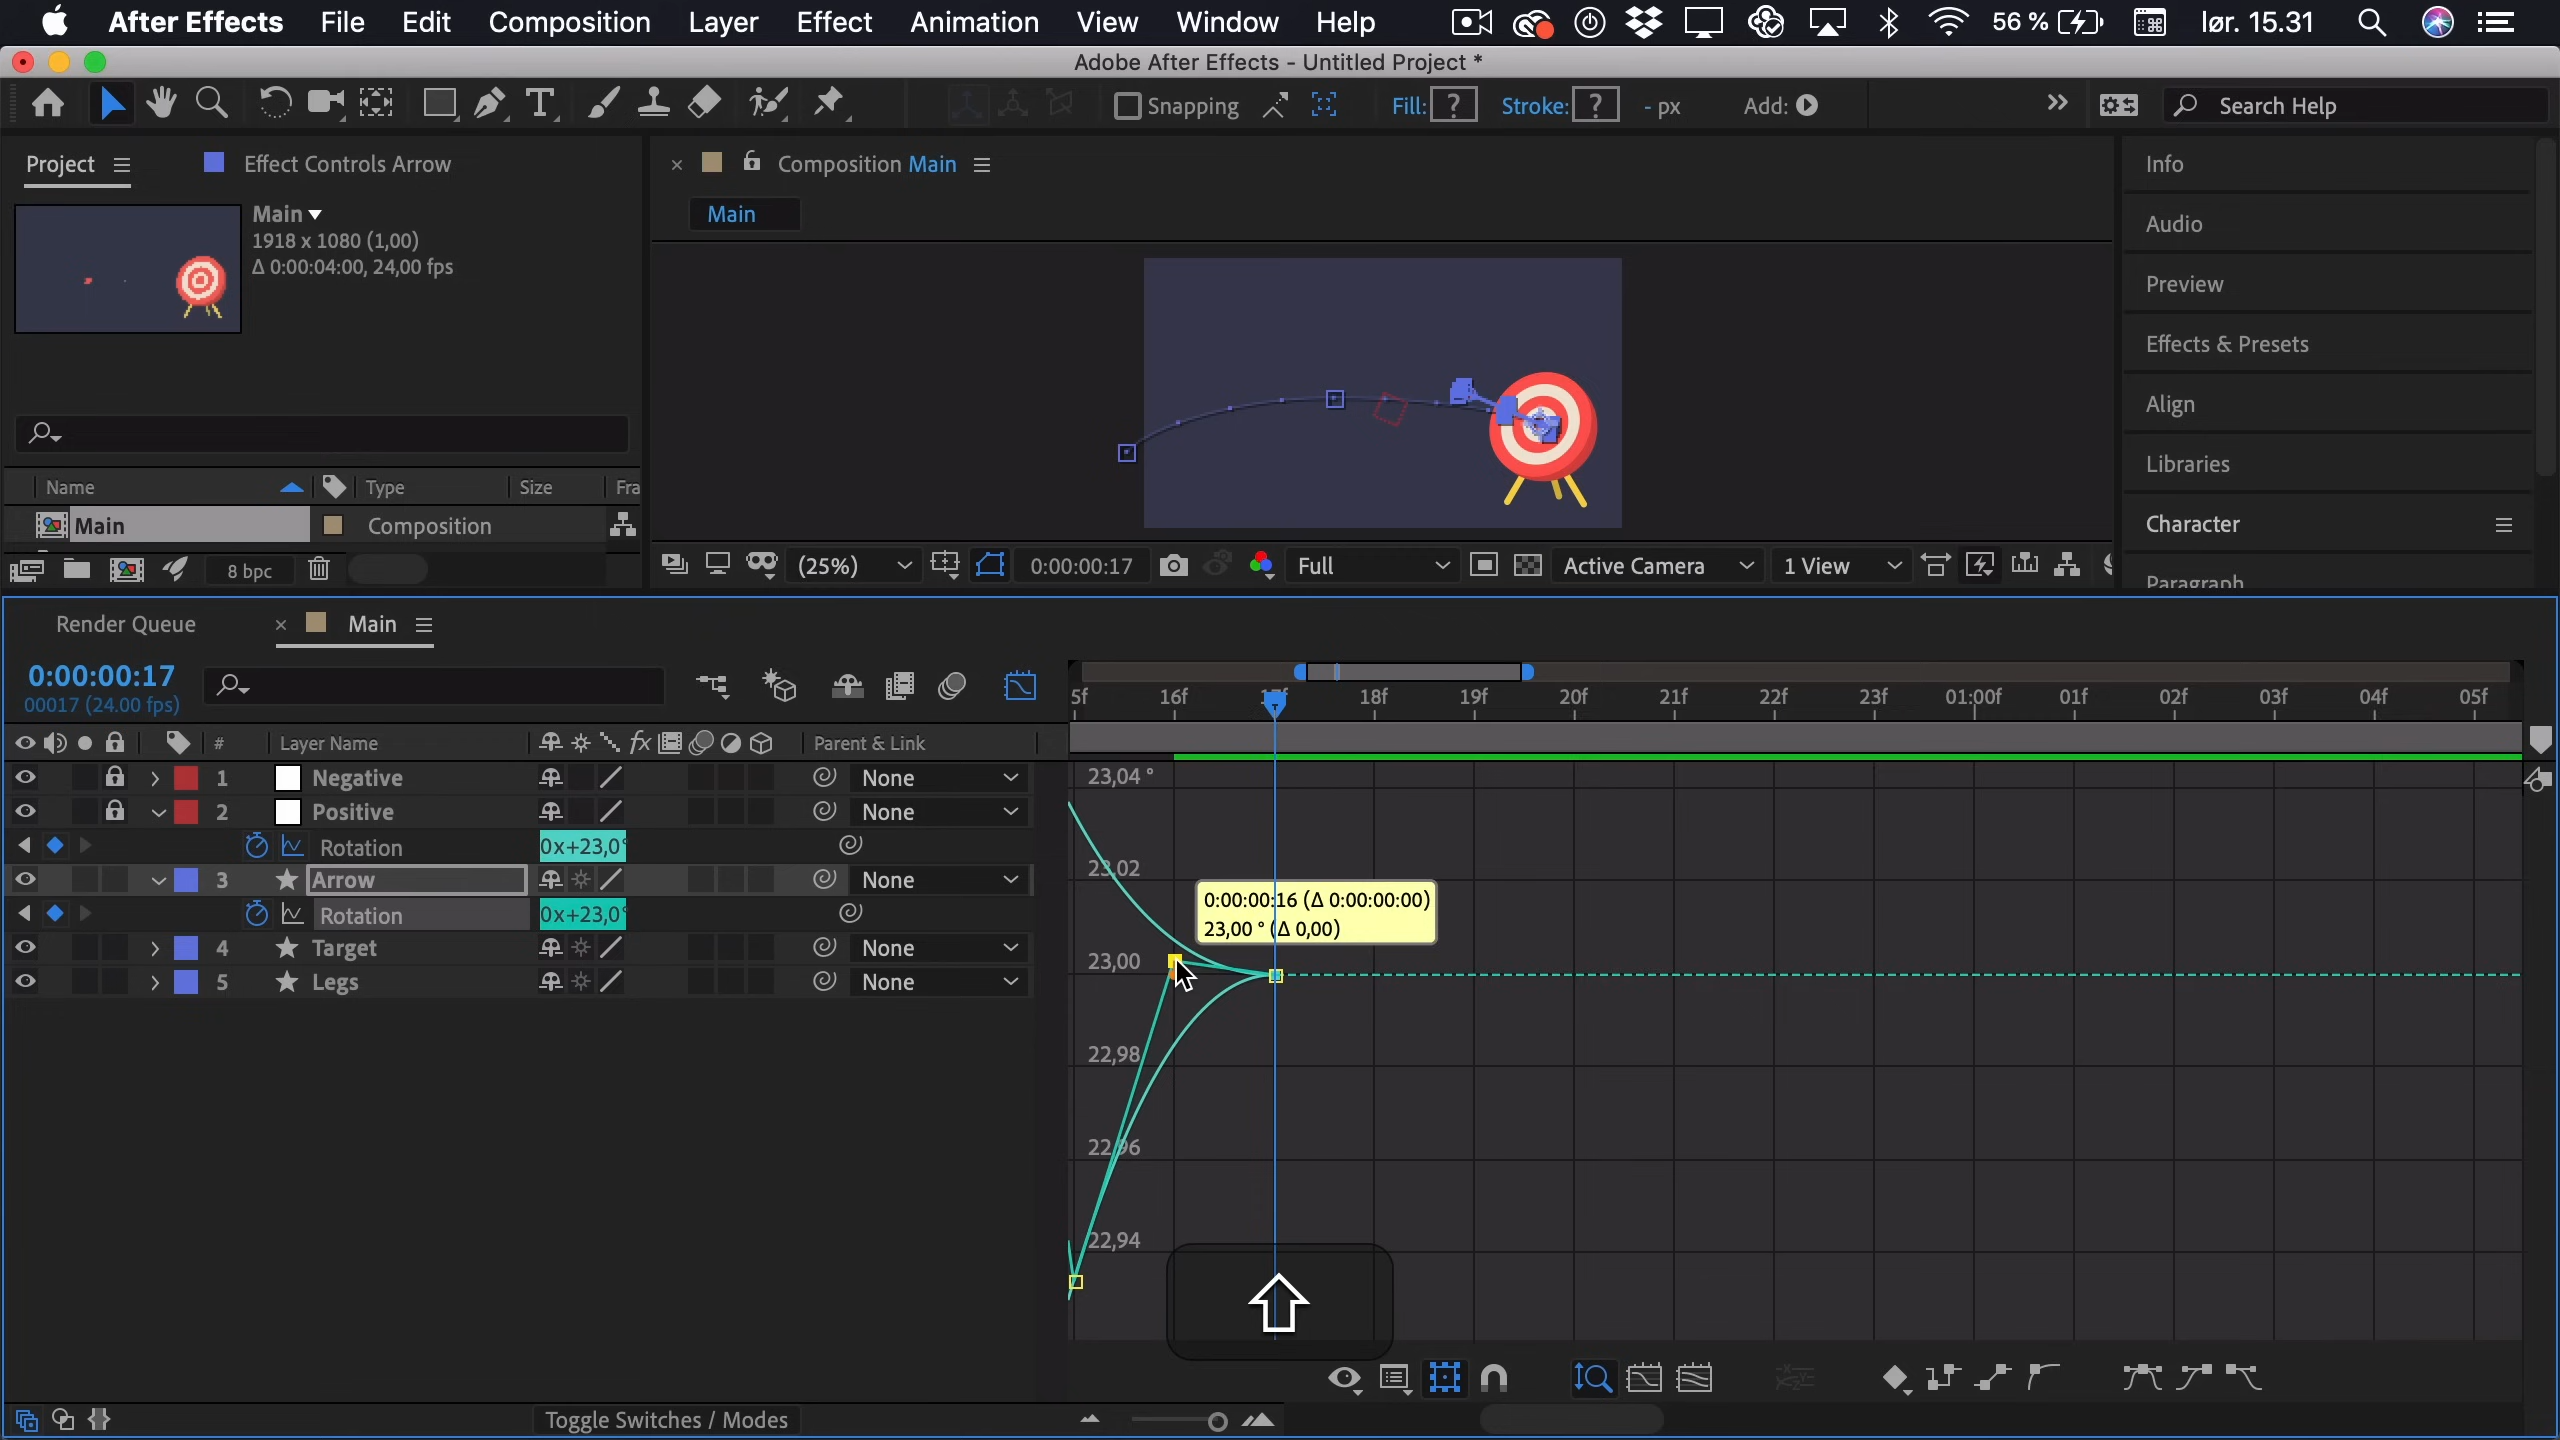 After Effects File Edit Composition Layer Effect Animation View Window Help 56 % lør. 15.31
Adobe After Effects - Untitled Project *
Snapping Fill: ? Stroke: ? - px Add: Search Help
Project Effect Controls Arrow
Composition Main
Info
Main
1918 x 1080 (1,00)
Δ 0:00:04:00, 24,00 fps
Main
Audio
Preview
Effects & Presets
Align
Libraries
Character
Paragraph
Name Type Size Fra
Main Composition
8 bpc
(25%) 0:00:00:17 Full Active Camera 1 View
Render Queue Main
0:00:00:17
00017 (24.00 fps)
5f 16f 17f 18f 19f 20f 21f 22f 23f 01:00f 01f 02f 03f 04f 05f
# Layer Name fx Parent & Link
1 Negative None
2 Positive None
Rotation 0x+23,0°
3 Arrow None
Rotation 0x+23,0°
4 Target None
5 Legs None
23,04 °
23,02
0:00:00:16 (Δ 0:00:00:00)
23,00 ° (Δ 0,00)
23,00
22,98
22,96
22,94
Toggle Switches / Modes